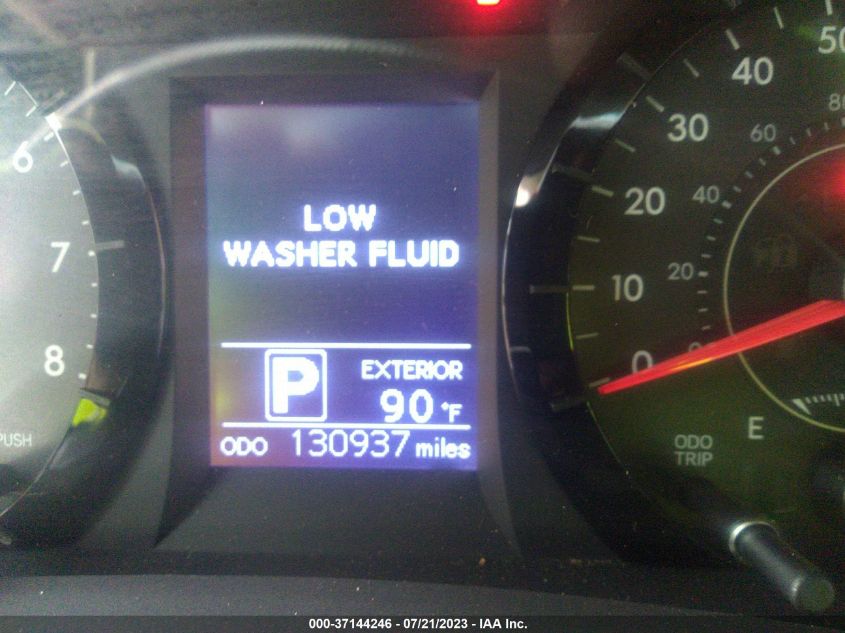 LOW
WASHER FLUID
P
EXTERIOR
90 °F
ODO 130937 miles
6
7
8
PUSH
50
40
30
20
10
0
80
60
40
20
E
ODO
TRIP
000-37144246 - 07/21/2023 - IAA Inc.